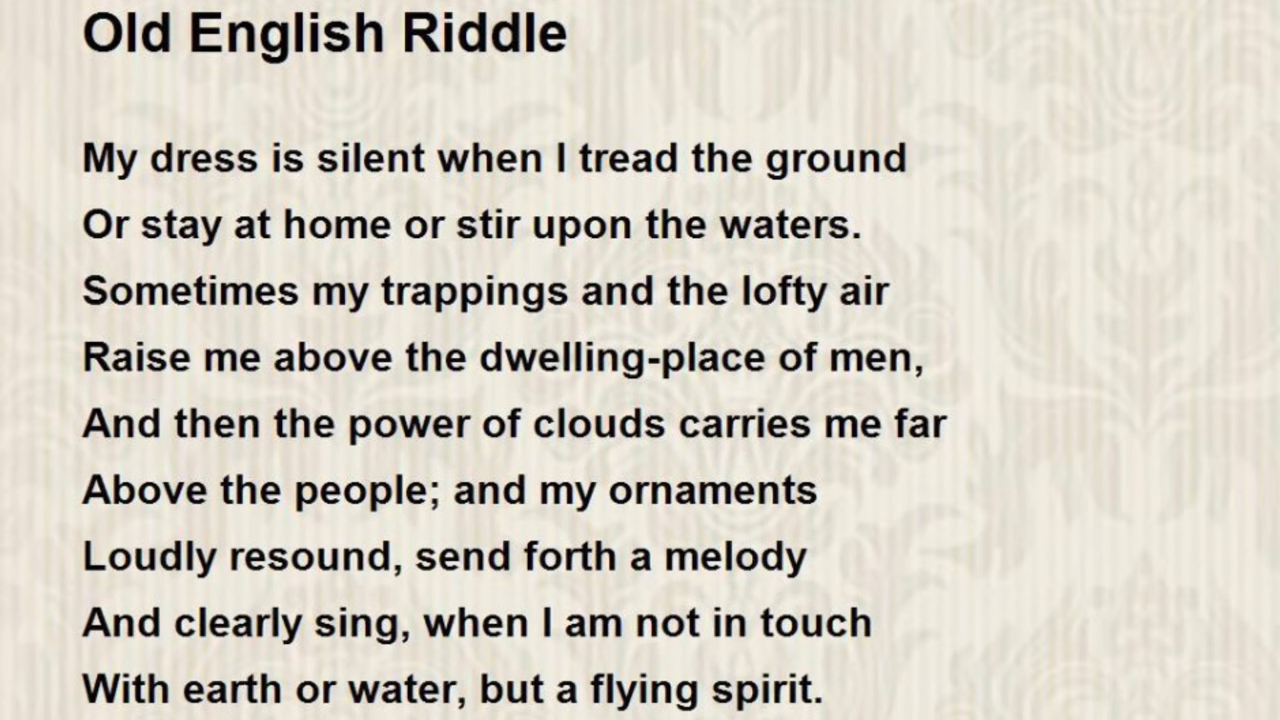 Old English Riddle
My dress is silent when I tread the ground
Or stay at home or stir upon the waters.
Sometimes my trappings and the lofty air
Raise me above the dwelling-place of men,
And then the power of clouds carries me far
Above the people; and my ornaments
Loudly resound, send forth a melody
And clearly sing, when I am not in touch
With earth or water, but a flying spirit.